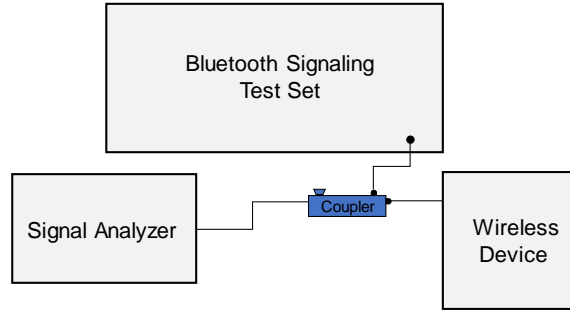 Bluetooth Signaling
Test Set
Signal Analyzer
Coupler
Wireless
Device